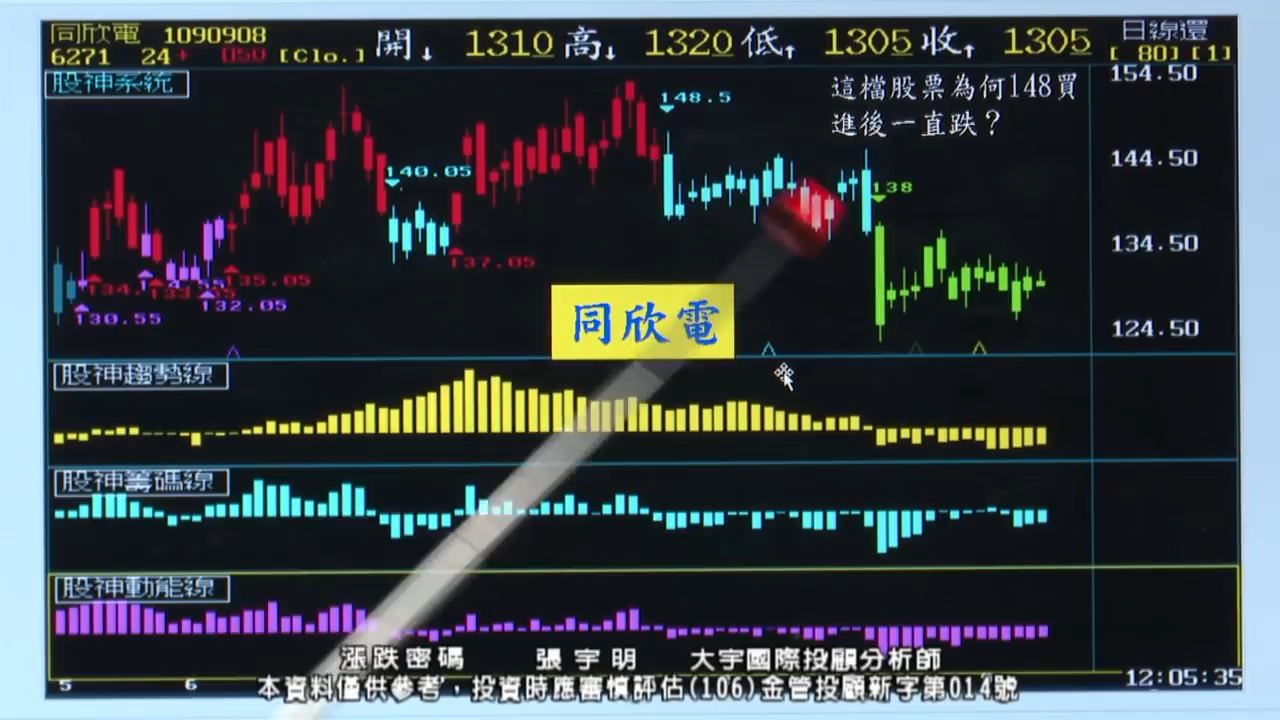 同欣電 1090908 開↓ 1310 高↓ 1320 低↑ 1305 收↑ 1305 日線還
6271 24+ 050 [Clo.] [ 80][1]
股神系統
這檔股票為何148買
進後一直跌？
154.50
148.5
144.50
140.05
138
134.50
137.05
135.05
132.05
130.55
124.50
同欣電
股神趨勢線
股神籌碼線
股神動能線
漲跌密碼 張宇明 大宇國際投顧分析師
5 6 12:05:35
本資料僅供參考，投資時應審慎評估(106)金管投顧新字第014號